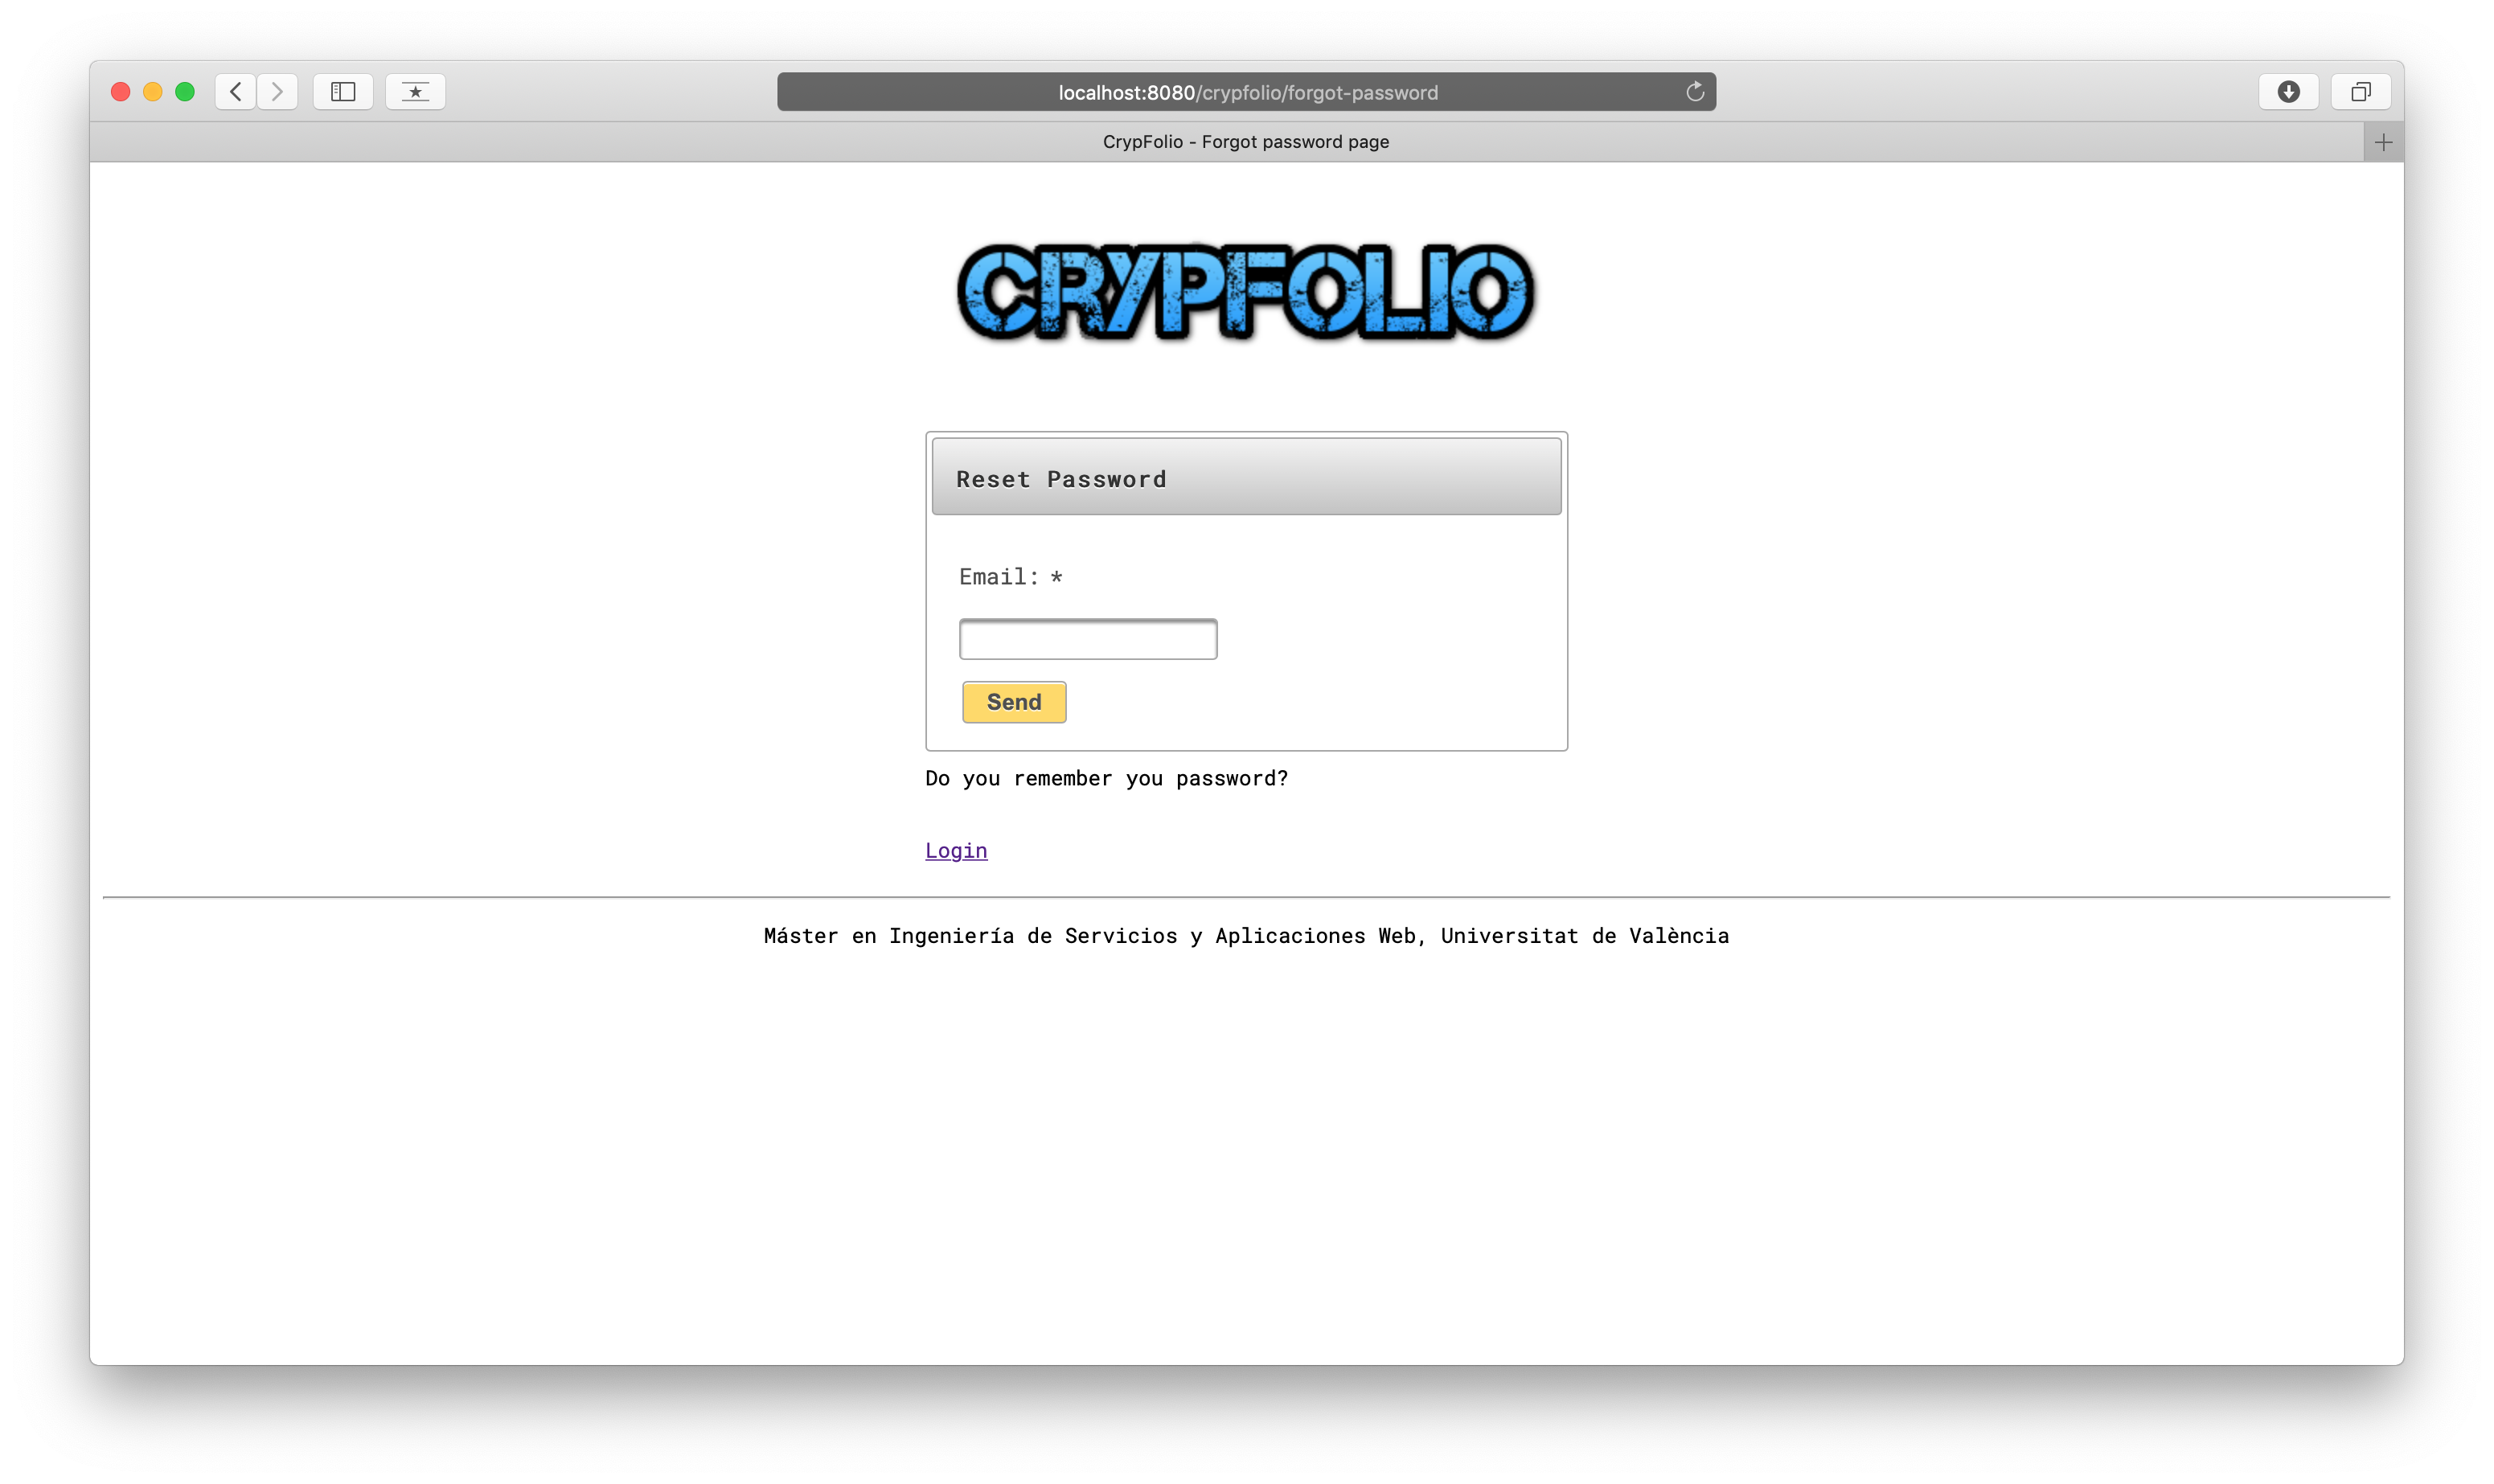 localhost:8080/crypfolio/forgot-password
CrypFolio - Forgot password page
CRYPFOLIO
Reset Password
Email: *
Send
Do you remember you password?
Login
Máster en Ingeniería de Servicios y Aplicaciones Web, Universitat de València